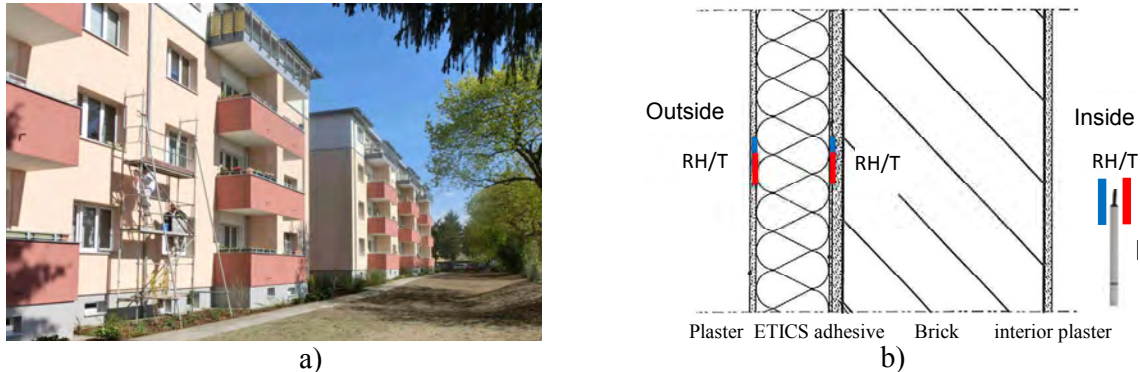 Outside
Inside
RH/T
RH/T
RH/T
Plaster ETICS adhesive Brick interior plaster
a)
b)